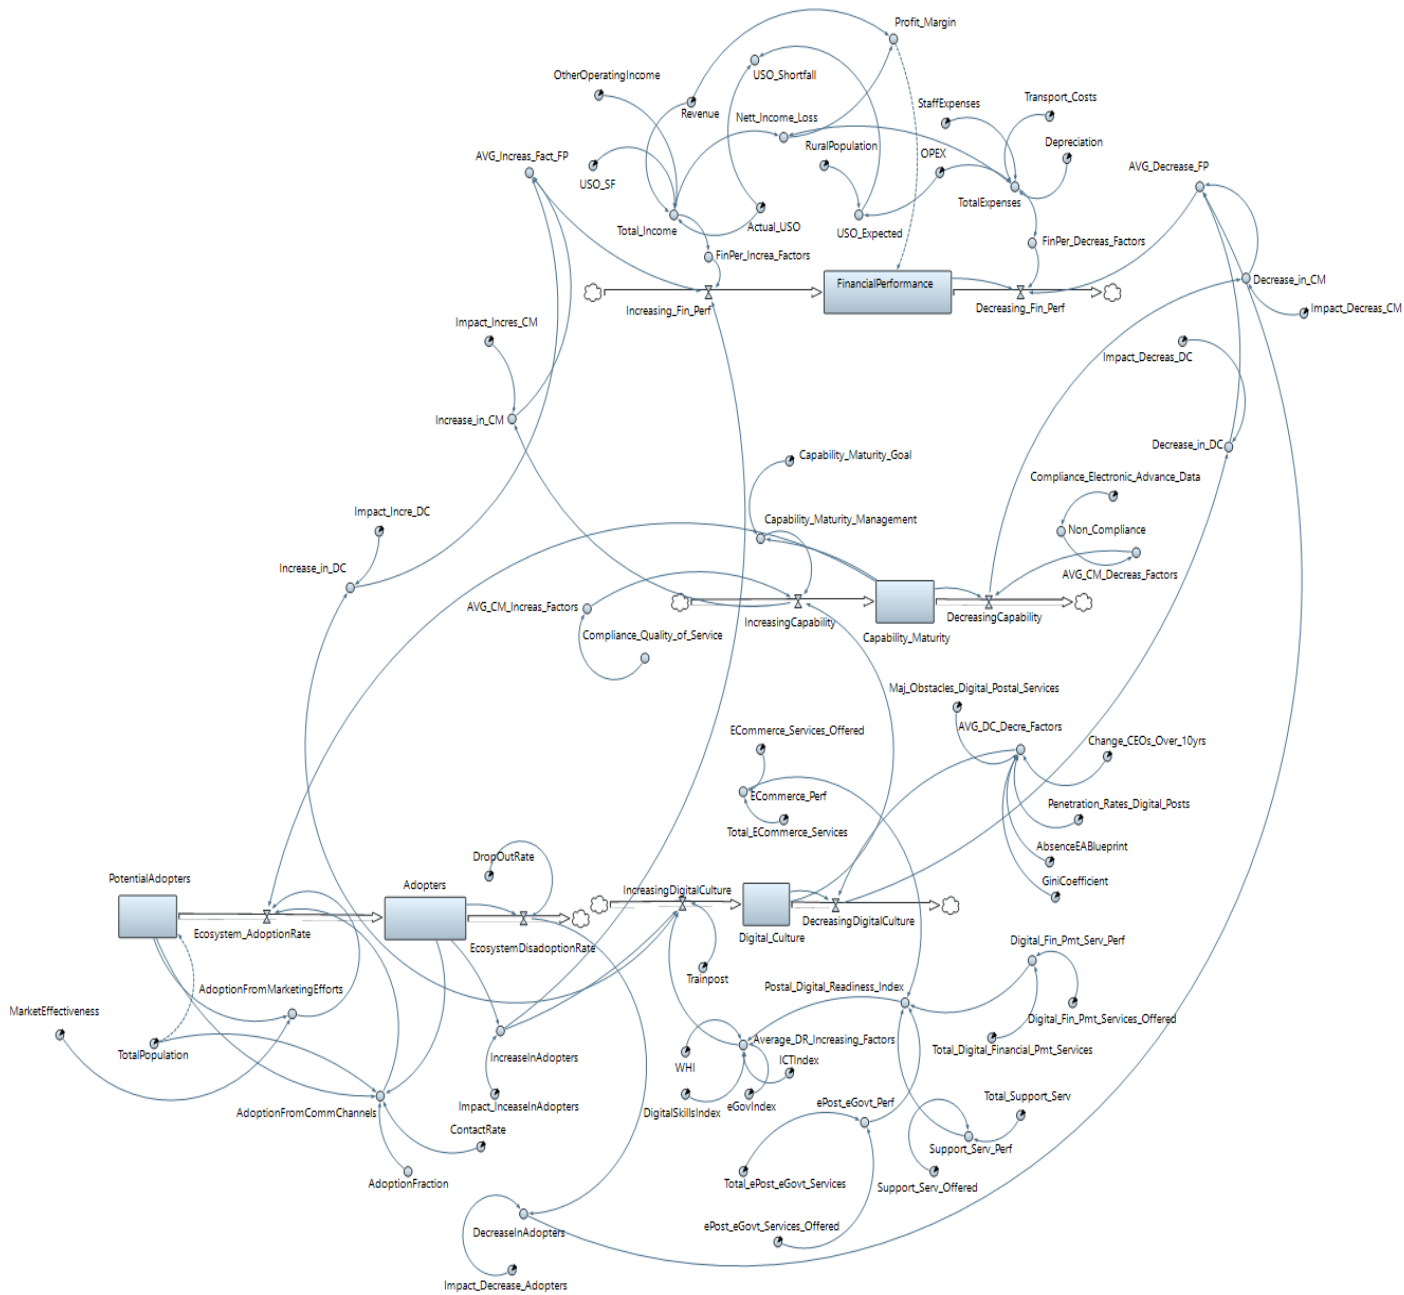 Profit_Margin
USO_Shortfall
OtherOperatingIncome
Revenue
Nett_Income_Loss
StaffExpenses
Transport_Costs
Depreciation
RuralPopulation
OPEX
AVG_Increas_Fact_FP
USO_SF
AVG_Decrease_FP
TotalExpenses
Total_Income
Actual_USO
USO_Expected
FinPer_Decreas_Factors
FinPer_Increa_Factors
FinancialPerformance
Decrease_in_CM
Increasing_Fin_Perf
Decreasing_Fin_Perf
Impact_Decreas_CM
Impact_Incres_CM
Impact_Decreas_DC
Increase_in_CM
Decrease_in_DC
Capability_Maturity_Goal
Compliance_Electronic_Advance_Data
Impact_Incre_DC
Capability_Maturity_Management
Non_Compliance
Increase_in_DC
AVG_CM_Decreas_Factors
AVG_CM_Increas_Factors
IncreasingCapability
DecreasingCapability
Compliance_Quality_of_Service
Capability_Maturity
Maj_Obstacles_Digital_Postal_Services
AVG_DC_Decre_Factors
ECommerce_Services_Offered
Change_CEOs_Over_10yrs
ECommerce_Perf
Penetration_Rates_Digital_Posts
Total_ECommerce_Services
AbsenceEABlueprint
DropOutRate
PotentialAdopters
Adopters
IncreasingDigitalCulture
GiniCoefficient
DecreasingDigitalCulture
Ecosystem_AdoptionRate
Digital_Culture
EcosystemDisadoptionRate
Digital_Fin_Pmt_Serv_Perf
Trainpost
AdoptionFromMarketingEfforts
Postal_Digital_Readiness_Index
MarketEffectiveness
Digital_Fin_Pmt_Services_Offered
Average_DR_Increasing_Factors
Total_Digital_Financial_Pmt_Services
TotalPopulation
IncreaseInAdopters
WHI
ICTIndex
Impact_InceaseInAdopters
eGovIndex
ePost_eGovt_Perf
Total_Support_Serv
AdoptionFromCommChannels
DigitalSkillsIndex
ContactRate
Support_Serv_Perf
AdoptionFraction
Total_ePost_eGovt_Services
Support_Serv_Offered
ePost_eGovt_Services_Offered
DecreaseInAdopters
Impact_Decrease_Adopters